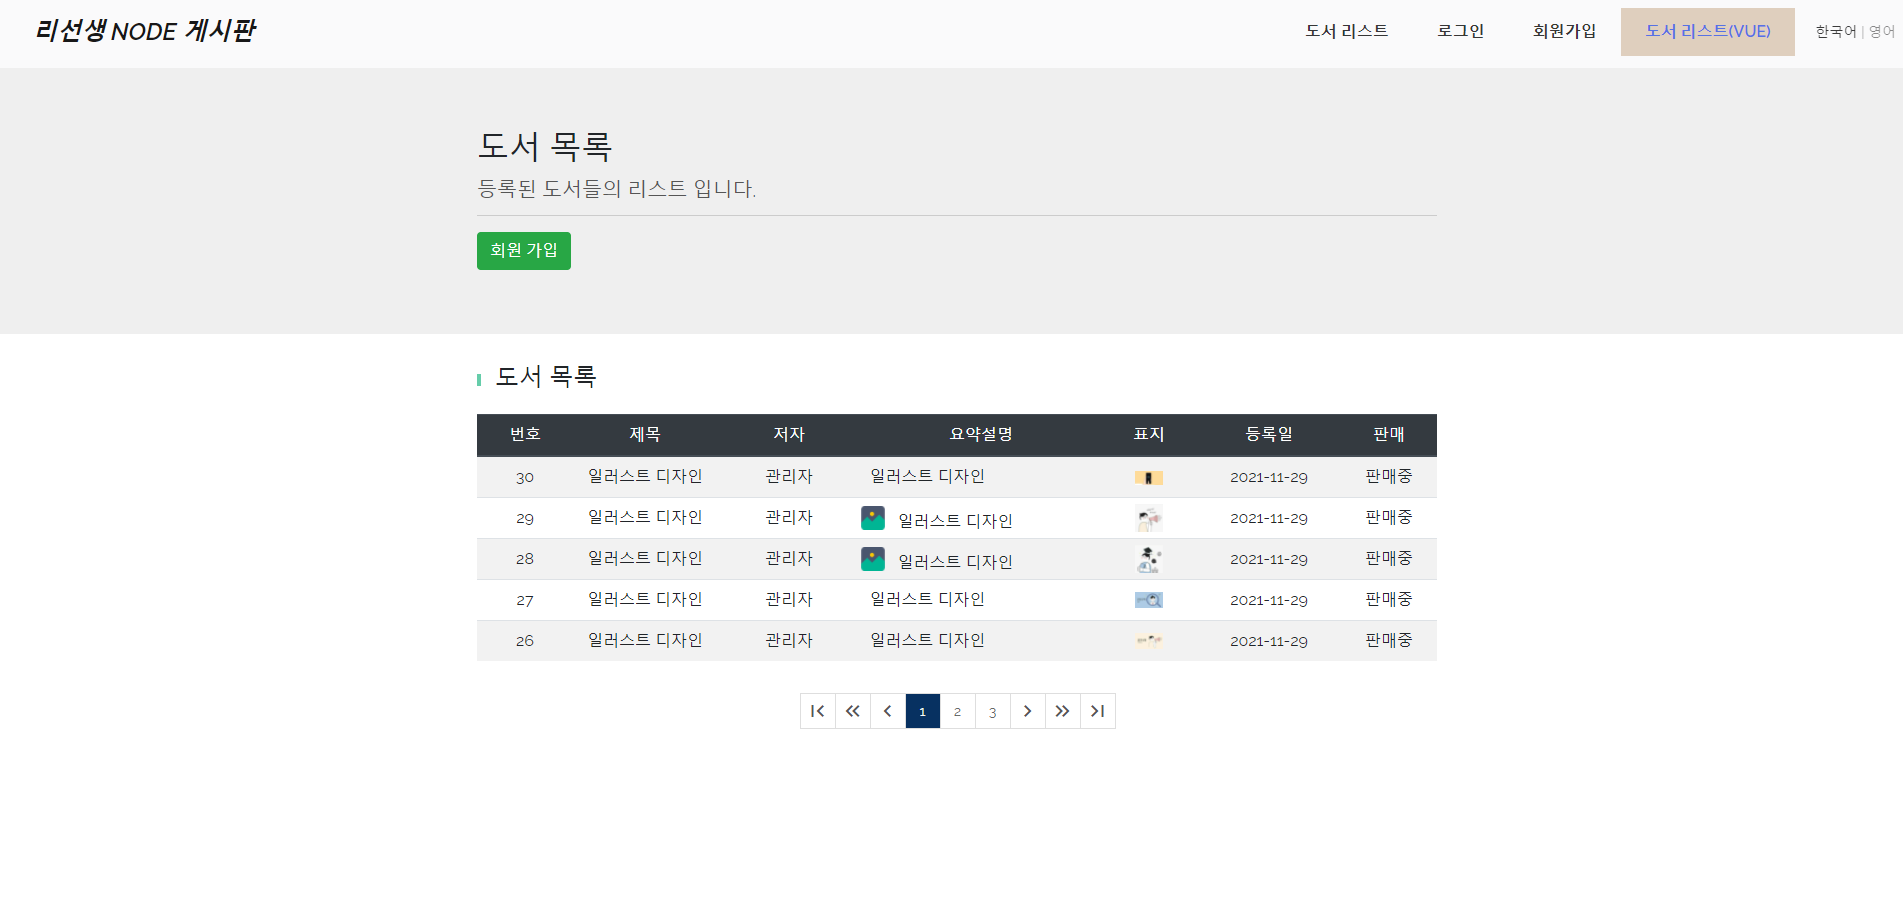 리선생 NODE 게시판
도서 리스트 로그인 회원가입 도서 리스트(VUE) 한국어 | 영어
도서 목록
등록된 도서들의 리스트 입니다.
회원 가입
도서 목록
번호 제목 저자 요약설명 표지 등록일 판매
30 일러스트 디자인 관리자 일러스트 디자인 2021-11-29 판매중
29 일러스트 디자인 관리자 일러스트 디자인 2021-11-29 판매중
28 일러스트 디자인 관리자 일러스트 디자인 2021-11-29 판매중
27 일러스트 디자인 관리자 일러스트 디자인 2021-11-29 판매중
26 일러스트 디자인 관리자 일러스트 디자인 2021-11-29 판매중
1 2 3